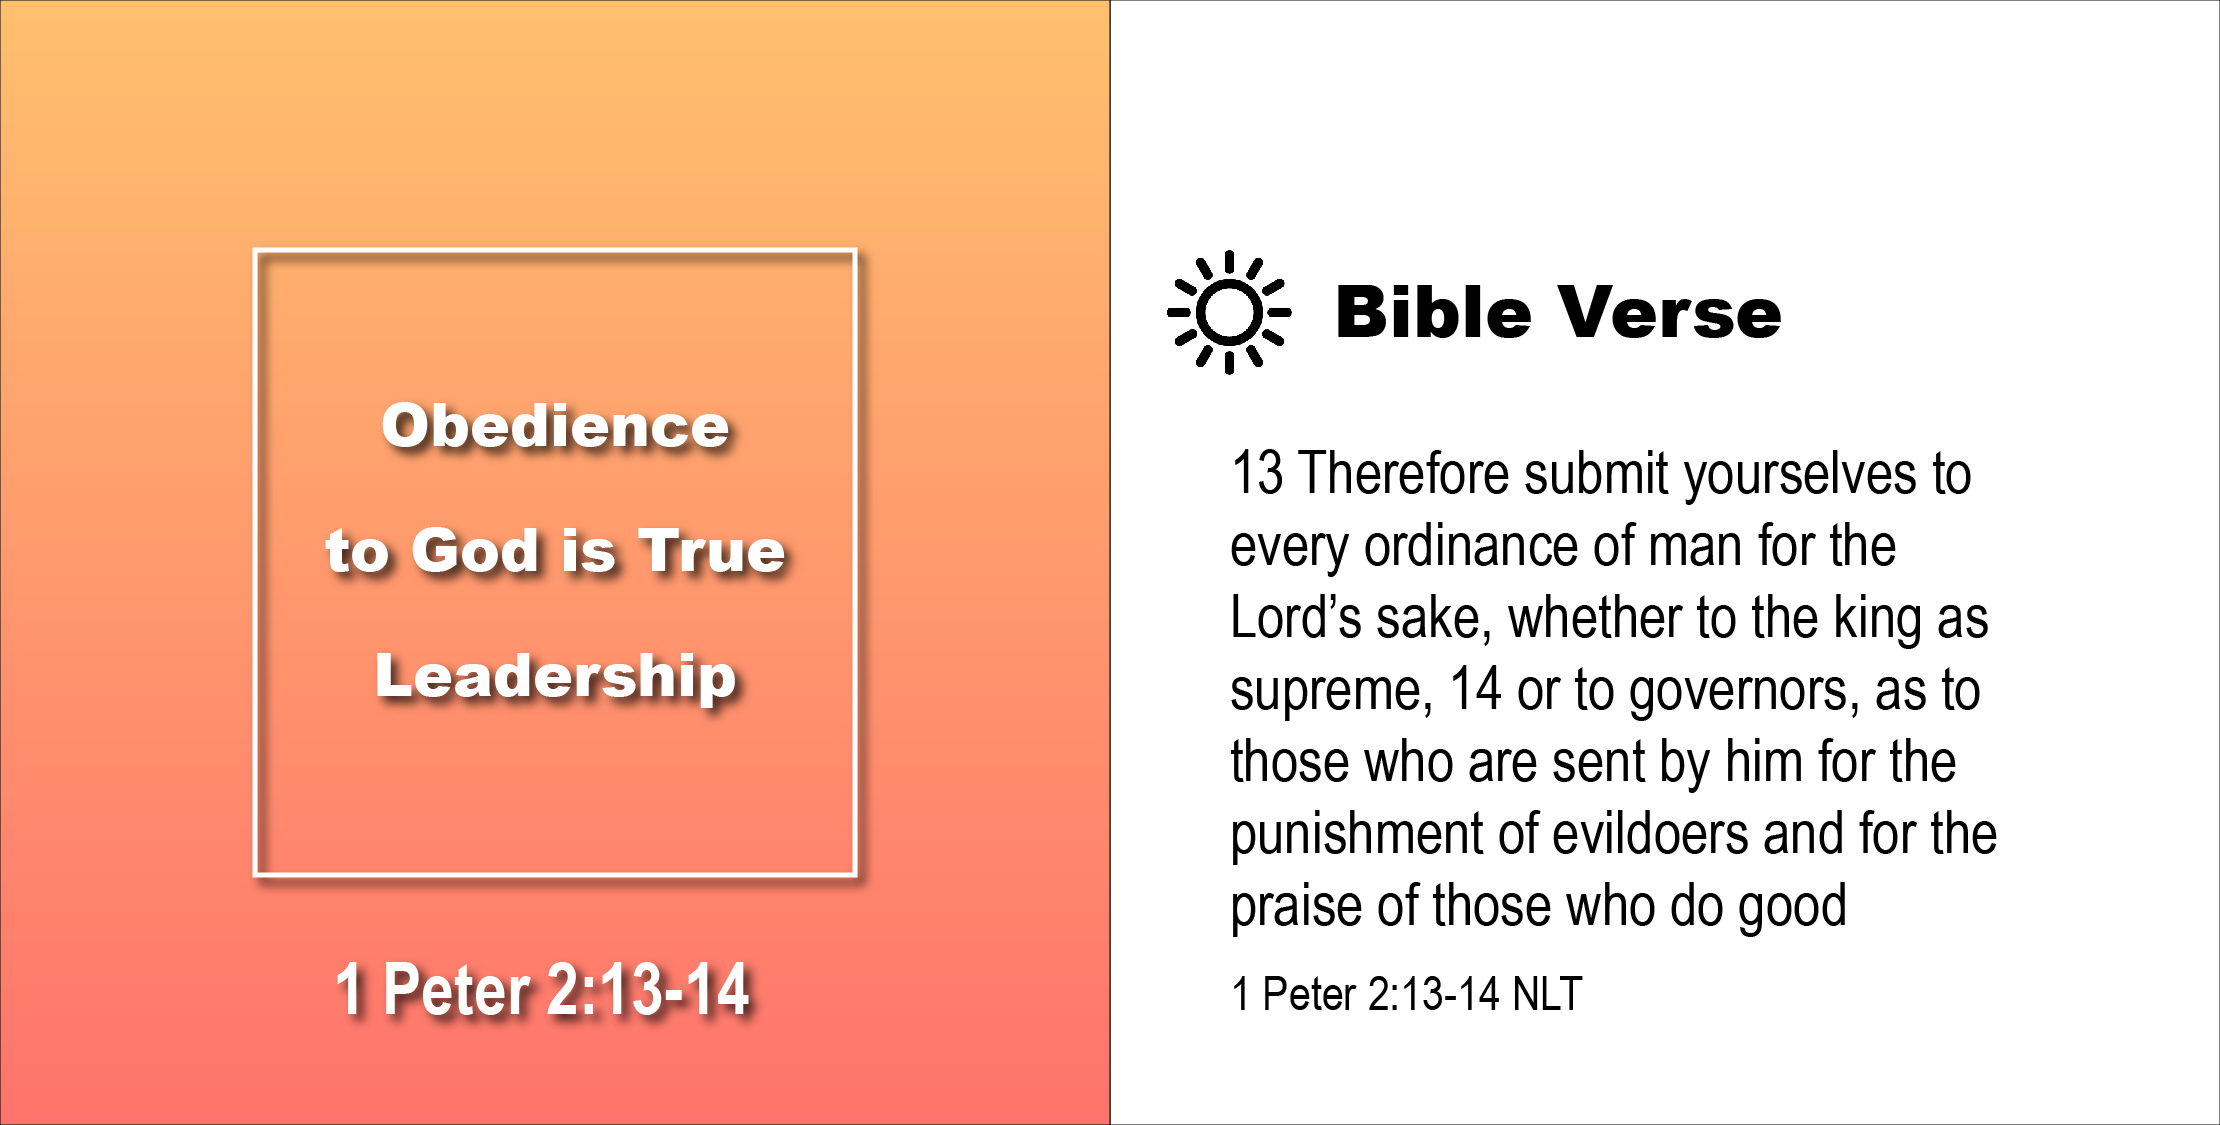 Obedience
to God is True
Leadership
1 Peter 2:13-14
Bible Verse
13 Therefore submit yourselves to
every ordinance of man for the
Lord’s sake, whether to the king as
supreme, 14 or to governors, as to
those who are sent by him for the
punishment of evildoers and for the
praise of those who do good
1 Peter 2:13-14 NLT